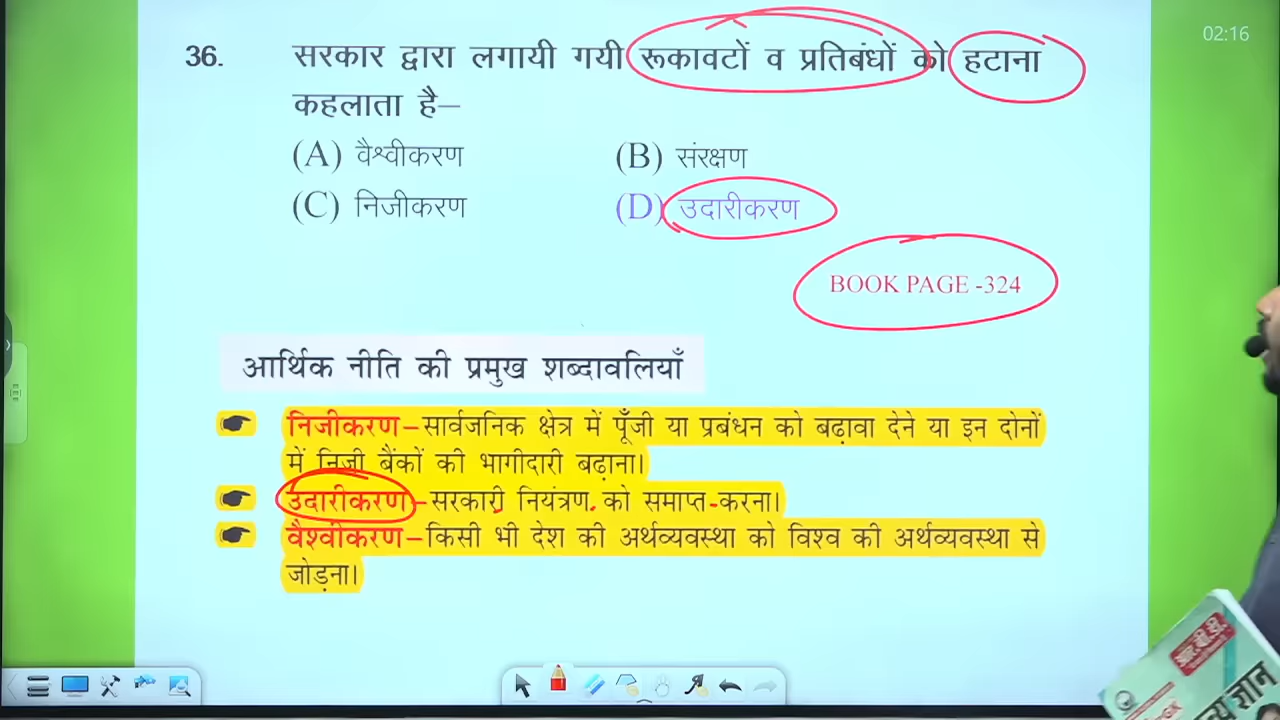 02:16
36. सरकार द्वारा लगायी गयी रूकावटों व प्रतिबंधों को हटाना
कहलाता है–
(A) वैश्वीकरण (B) संरक्षण
(C) निजीकरण (D) उदारीकरण
BOOK PAGE -324
आर्थिक नीति की प्रमुख शब्दावलियाँ
निजीकरण–सार्वजनिक क्षेत्र में पूँजी या प्रबंधन को बढ़ावा देने या इन दोनों
में निजी बैंकों की भागीदारी बढ़ाना।
उदारीकरण–सरकारी नियंत्रण को समाप्त करना।
वैश्वीकरण–किसी भी देश की अर्थव्यवस्था को विश्व की अर्थव्यवस्था से
जोड़ना।
आर.बी.डी.
GK
ज्ञान